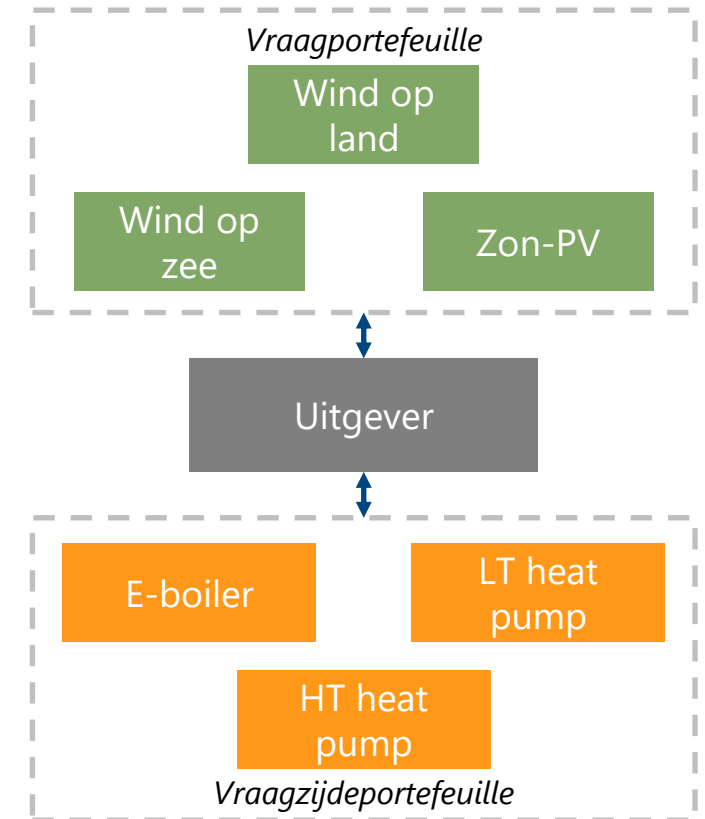 Vraagportefeuille
Wind op
land
Wind op
zee
Zon-PV
Uitgever
E-boiler
LT heat
pump
HT heat
pump
Vraagzijdeportefeuille